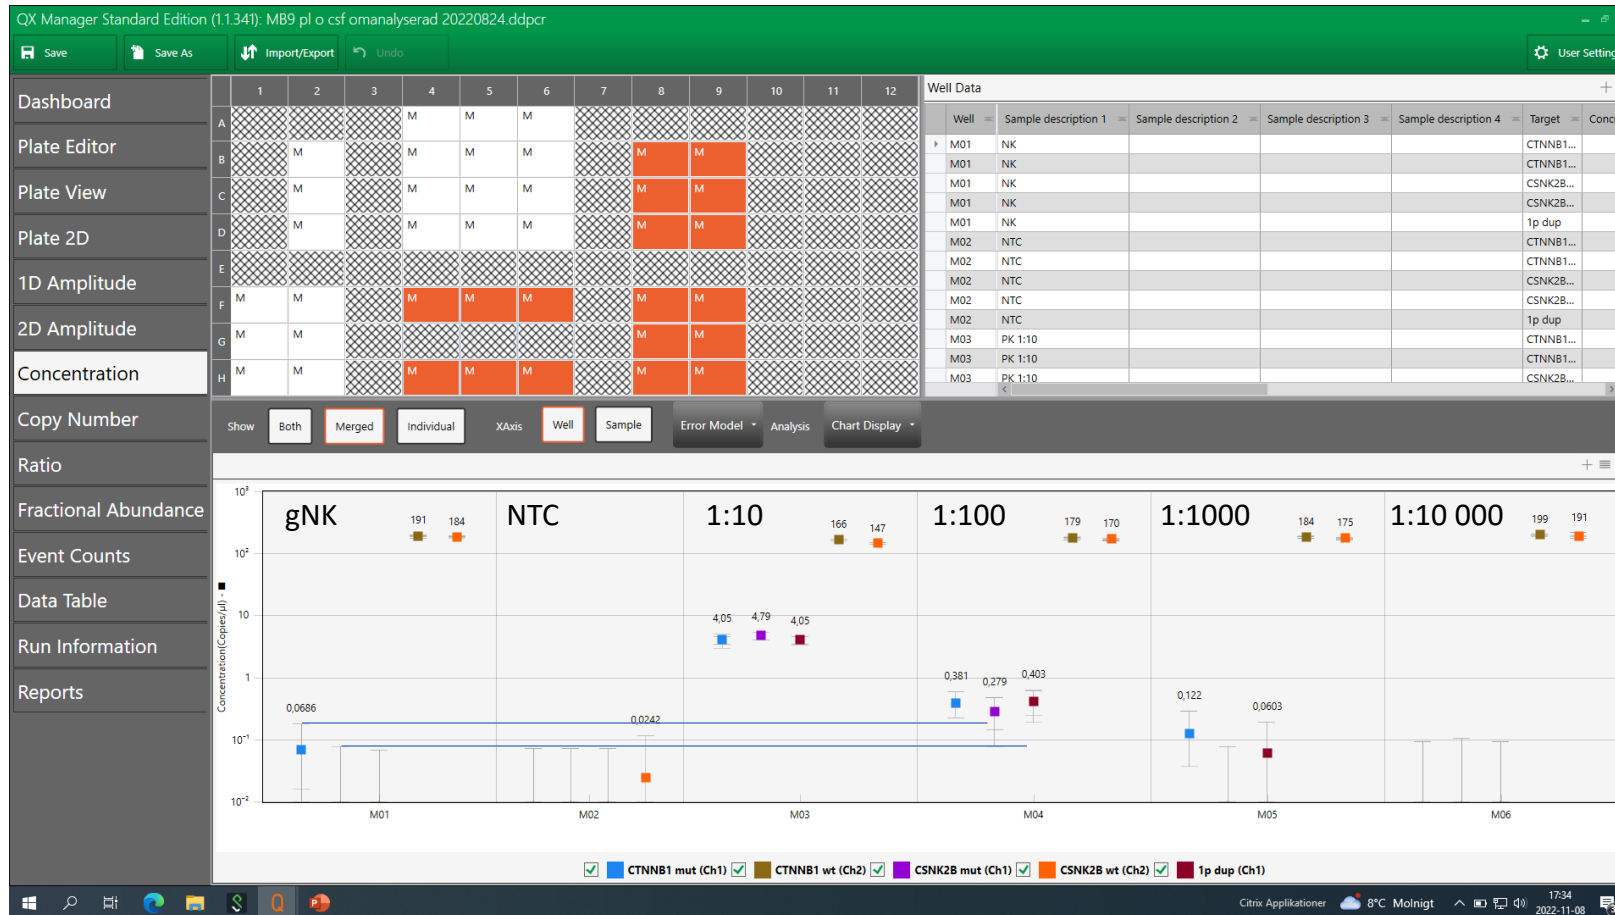 QX Manager Standard Edition (1.1.341): MB9 pl o csf omanalyserad 20220824.ddpcr
Save
Save As
Import/Export
Undo
User Setting
Dashboard
Plate Editor
Plate View
Plate 2D
1D Amplitude
2D Amplitude
Concentration
Copy Number
Ratio
Fractional Abundance
Event Counts
Data Table
Run Information
Reports
1 2 3 4 5 6 7 8 9 10 11 12
A M M M
B M M M M M M
C M M M M M M
D M M M M M M
E
F M M M M M M M
G M M M M
H M M M M M M M
Well Data
Well Sample description 1 Sample description 2 Sample description 3 Sample description 4 Target Conc
M01 NK CTNNB1...
M01 NK CTNNB1...
M01 NK CSNK2B...
M01 NK CSNK2B...
M01 NK 1p dup
M02 NTC CTNNB1...
M02 NTC CTNNB1...
M02 NTC CSNK2B...
M02 NTC CSNK2B...
M02 NTC 1p dup
M03 PK 1:10 CTNNB1...
M03 PK 1:10 CTNNB1...
M03 PK 1:10 CSNK2B...
Show Both Merged Individual XAxis Well Sample Error Model Analysis Chart Display
Concentration(Copies/µl) - ■
10³
10²
10
1
10⁻¹
10⁻²
gNK
NTC
1:10
1:100
1:1000
1:10 000
191 184
166 147
179 170
184 175
199 191
4,05 4,79 4,05
0,381 0,279 0,403
0,122 0,0603
0,0686
0,0242
M01 M02 M03 M04 M05 M06
CTNNB1 mut (Ch1) CTNNB1 wt (Ch2) CSNK2B mut (Ch1) CSNK2B wt (Ch2) 1p dup (Ch1)
Citrix Applikationer 8°C Molnigt 17:34
2022-11-08